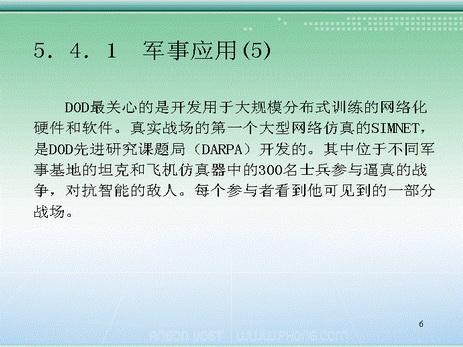 5．4．1　军事应用(5)
DOD最关心的是开发用于大规模分布式训练的网络化
硬件和软件。真实战场的第一个大型网络仿真的SIMNET,
是DOD先进研究课题局（DARPA）开发的。其中位于不同军
事基地的坦克和飞机仿真器中的300名士兵参与逼真的战
争，对抗智能的敌人。每个参与者看到他可见到的一部分
战场。
6